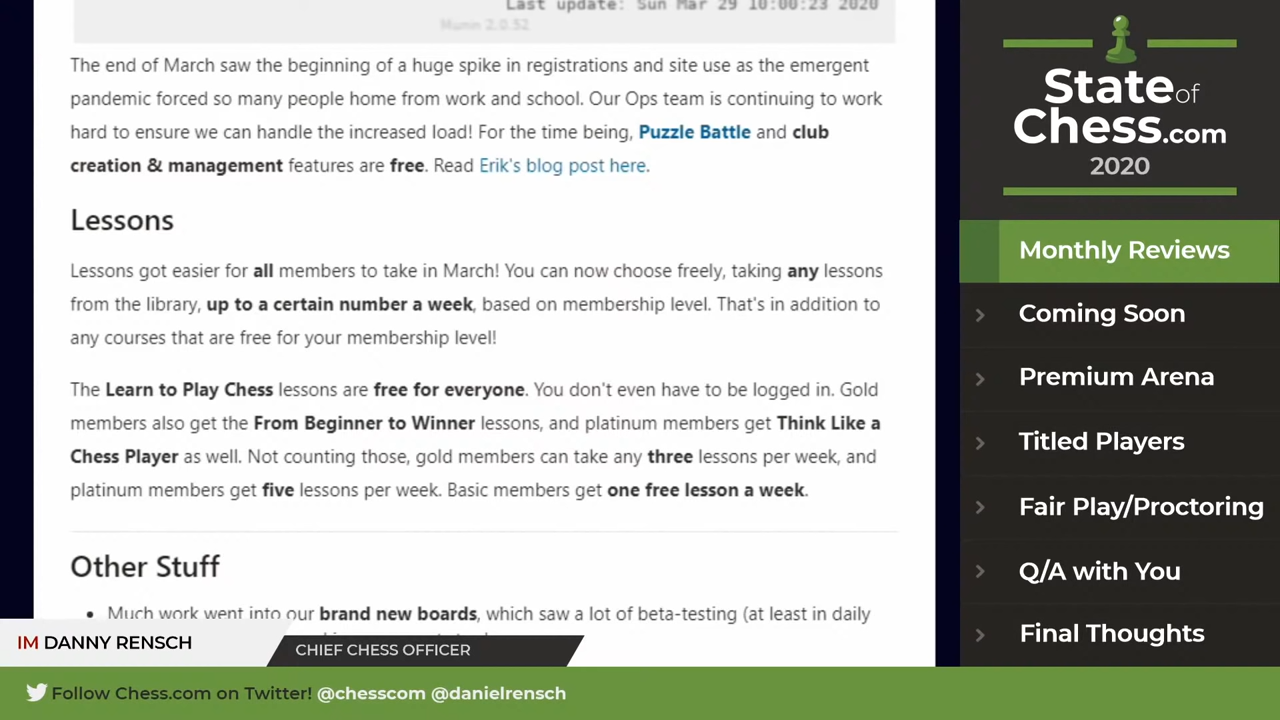 Last update: Sun Mar 29 10:00:23 2020
Munin 2.0.52
The end of March saw the beginning of a huge spike in registrations and site use as the emergent
pandemic forced so many people home from work and school. Our Ops team is continuing to work
hard to ensure we can handle the increased load! For the time being, Puzzle Battle and club
creation & management features are free. Read Erik's blog post here.
Lessons
Lessons got easier for all members to take in March! You can now choose freely, taking any lessons
from the library, up to a certain number a week, based on membership level. That's in addition to
any courses that are free for your membership level!
The Learn to Play Chess lessons are free for everyone. You don't even have to be logged in. Gold
members also get the From Beginner to Winner lessons, and platinum members get Think Like a
Chess Player as well. Not counting those, gold members can take any three lessons per week, and
platinum members get five lessons per week. Basic members get one free lesson a week.
Other Stuff
• Much work went into our brand new boards, which saw a lot of beta-testing (at least in daily
IM DANNY RENSCH
CHIEF CHESS OFFICER
Follow Chess.com on Twitter! @chesscom @danielrensch
State of
Chess.com
2020
Monthly Reviews
Coming Soon
Premium Arena
Titled Players
Fair Play/Proctoring
Q/A with You
Final Thoughts